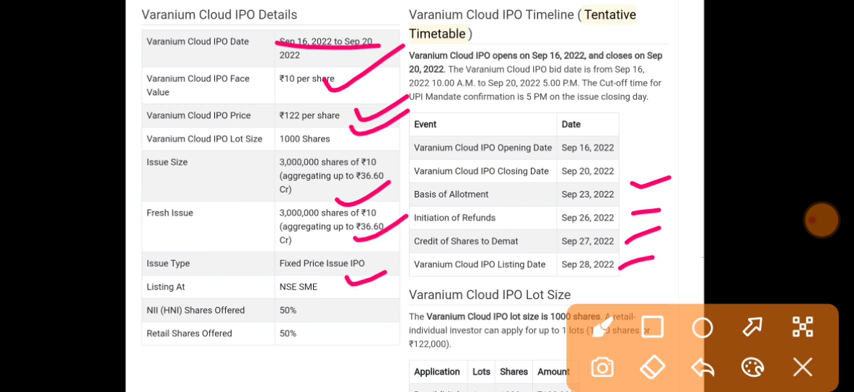 Varanium Cloud IPO Details
Varanium Cloud IPO Date Sep 16, 2022 to Sep 20,
2022
Varanium Cloud IPO Face ₹10 per share
Value
Varanium Cloud IPO Price ₹122 per share
Varanium Cloud IPO Lot Size 1000 Shares
Issue Size 3,000,000 shares of ₹10
(aggregating up to ₹36.60
Cr)
Fresh Issue 3,000,000 shares of ₹10
(aggregating up to ₹36.60
Cr)
Issue Type Fixed Price Issue IPO
Listing At NSE SME
NII (HNI) Shares Offered 50%
Retail Shares Offered 50%
Varanium Cloud IPO Timeline (Tentative
Timetable)
Varanium Cloud IPO opens on Sep 16, 2022, and closes on Sep
20, 2022. The Varanium Cloud IPO bid date is from Sep 16,
2022 10.00 A.M. to Sep 20, 2022 5.00 P.M. The Cut-off time for
UPI Mandate confirmation is 5 PM on the issue closing day.
Event Date
Varanium Cloud IPO Opening Date Sep 16, 2022
Varanium Cloud IPO Closing Date Sep 20, 2022
Basis of Allotment Sep 23, 2022
Initiation of Refunds Sep 26, 2022
Credit of Shares to Demat Sep 27, 2022
Varanium Cloud IPO Listing Date Sep 28, 2022
Varanium Cloud IPO Lot Size
The Varanium Cloud IPO lot size is 1000 shares. A retail-
individual investor can apply for up to 1 lots ( shares or
₹122,000).
Application Lots Shares Amount